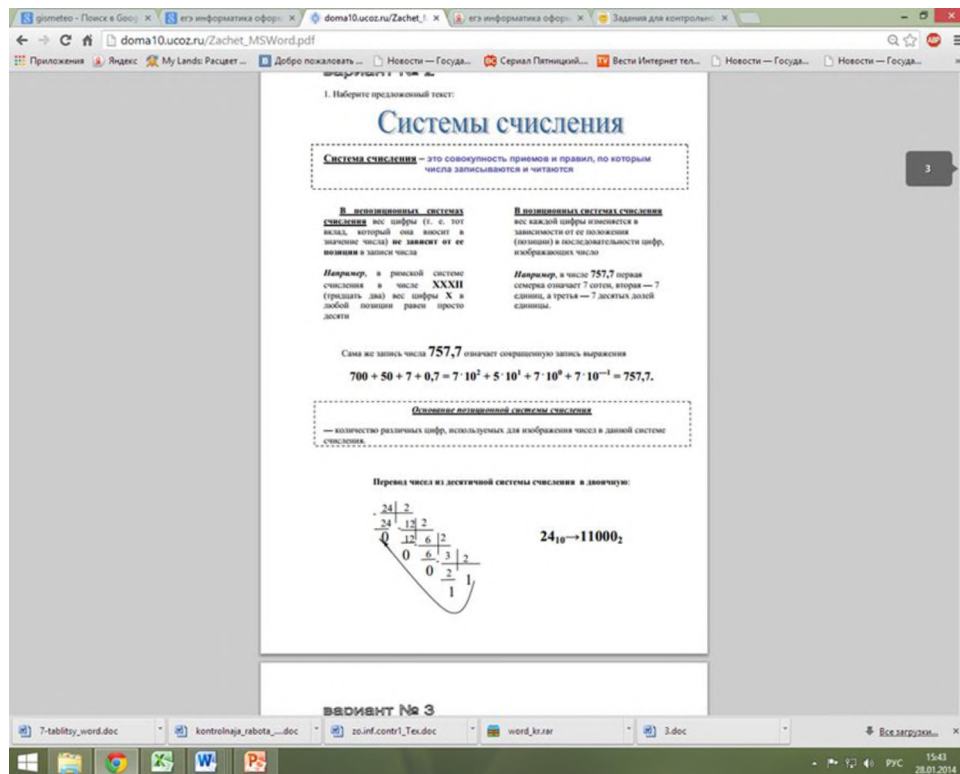 gismeteo - Поиск в Goog
егэ информатика оформ
doma10.ucoz.ru/Zachet_M
егэ информатика оформ
Задания для контрольно
doma10.ucoz.ru/Zachet_MSWord.pdf
Приложения Яндекс My Lands: Расцвет ... Добро пожаловать ... Новости — Госуда... Сериал Пятницкий.... Вести Интернет тел... Новости — Госуда... Новости — Госуда...
вариант № 2
1. Наберите предложенный текст:
Системы счисления
Система счисления – это совокупность приемов и правил, по которым
числа записываются и читаются
3
В непозиционных системах
счисления вес цифры (т. е. тот
вклад, который она вносит в
значение числа) не зависит от ее
позиции в записи числа
Например, в римской системе
счисления в числе XXXII
(тридцать два) вес цифры X в
любой позиции равен просто
десяти
В позиционных системах счисления
вес каждой цифры изменяется в
зависимости от ее положения
(позиции) в последовательности цифр,
изображающих число
Например, в числе 757,7 первая
семерка означает 7 сотен, вторая — 7
единиц, а третья — 7 десятых долей
единицы.
Сама же запись числа 757,7 означает сокращенную запись выражения
700 + 50 + 7 + 0,7 = 7·10² + 5·10¹ + 7·10⁰ + 7·10⁻¹ = 757,7.
Основание позиционной системы счисления
— количество различных цифр, используемых для изображения чисел в данной системе
счисления.
Перевод чисел из десятичной системы счисления в двоичную:
24 2
24 12 2
0 12 6 2
0 6 3 2
0 2 1
1
24₁₀→11000₂
вариант № 3
7-tablitsy_word.doc kontrolnaja_rabota_....doc zo.inf.contr1_Tex.doc word_kr.rar 3.doc Все загрузки...
РУС 15:43
28.01.2014